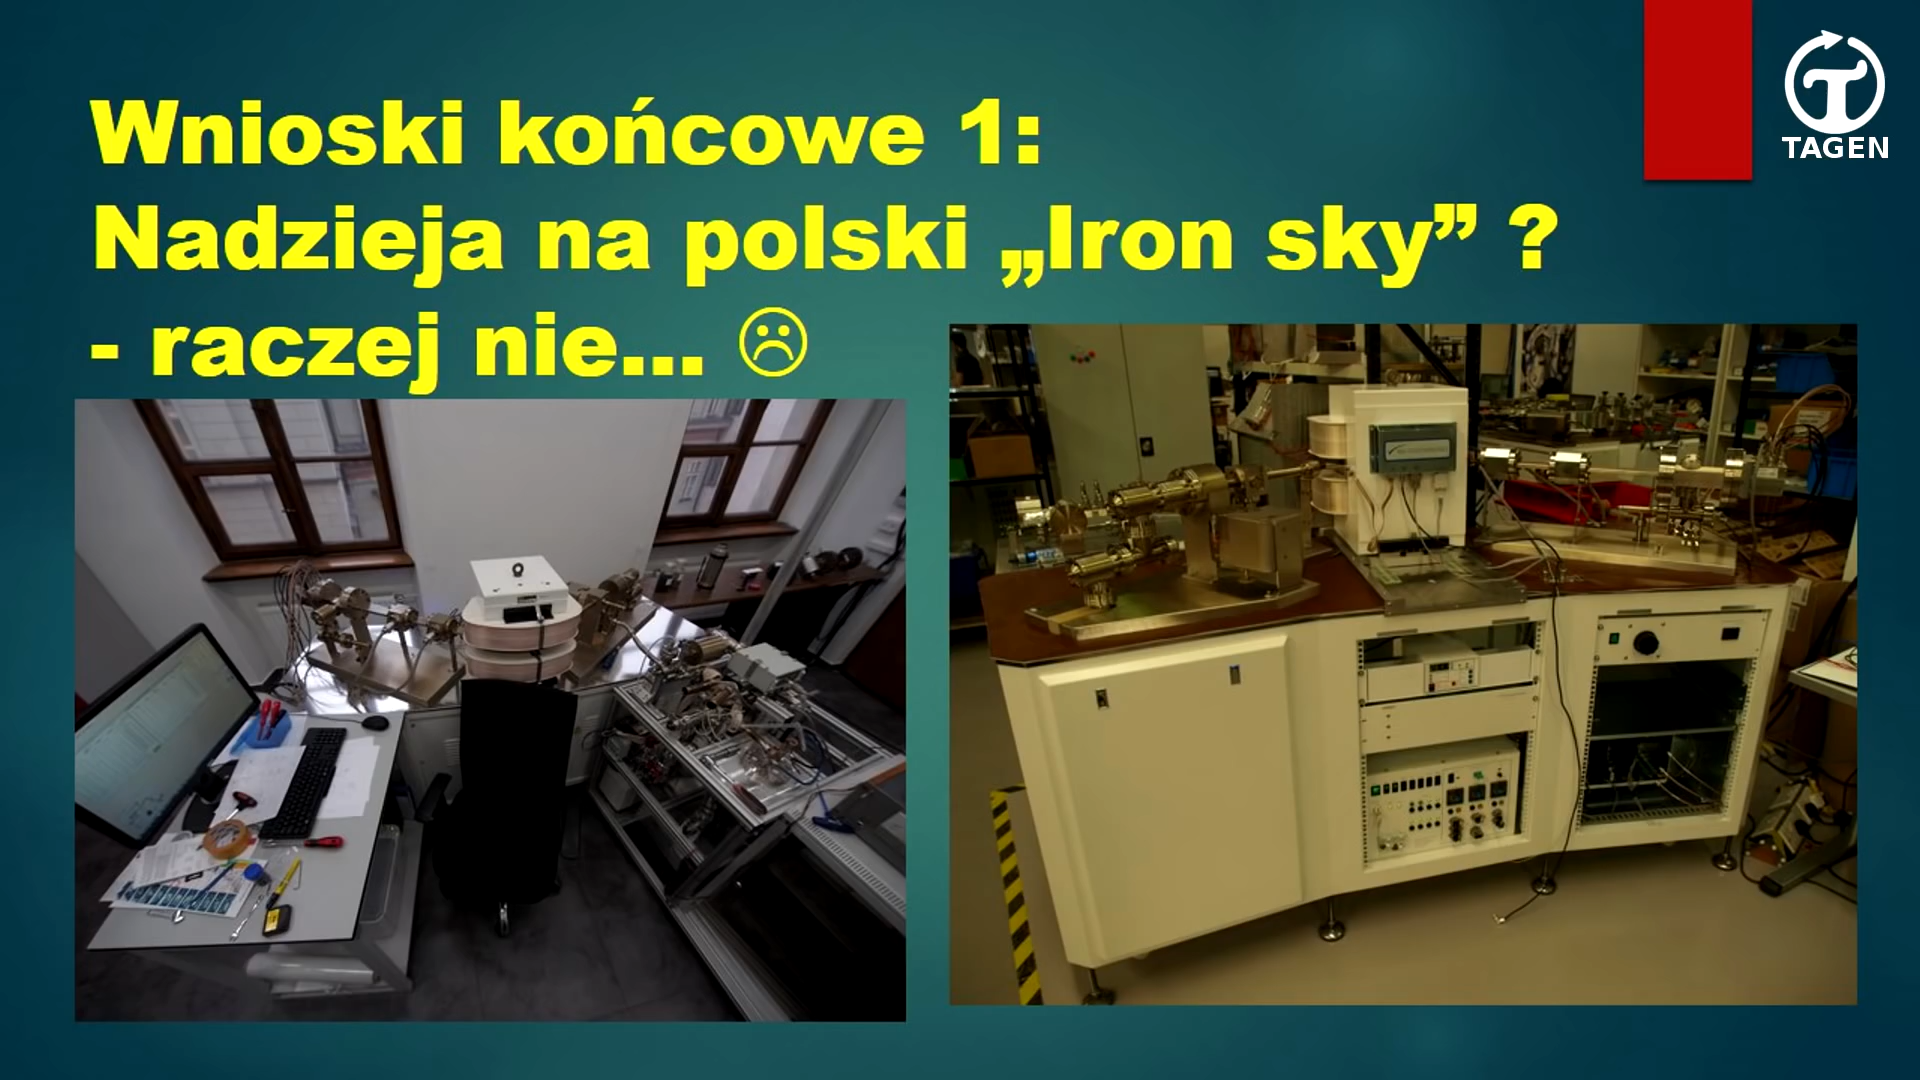 Wnioski końcowe 1:
Nadzieja na polski „Iron sky” ?
- raczej nie... ☹
TAGEN